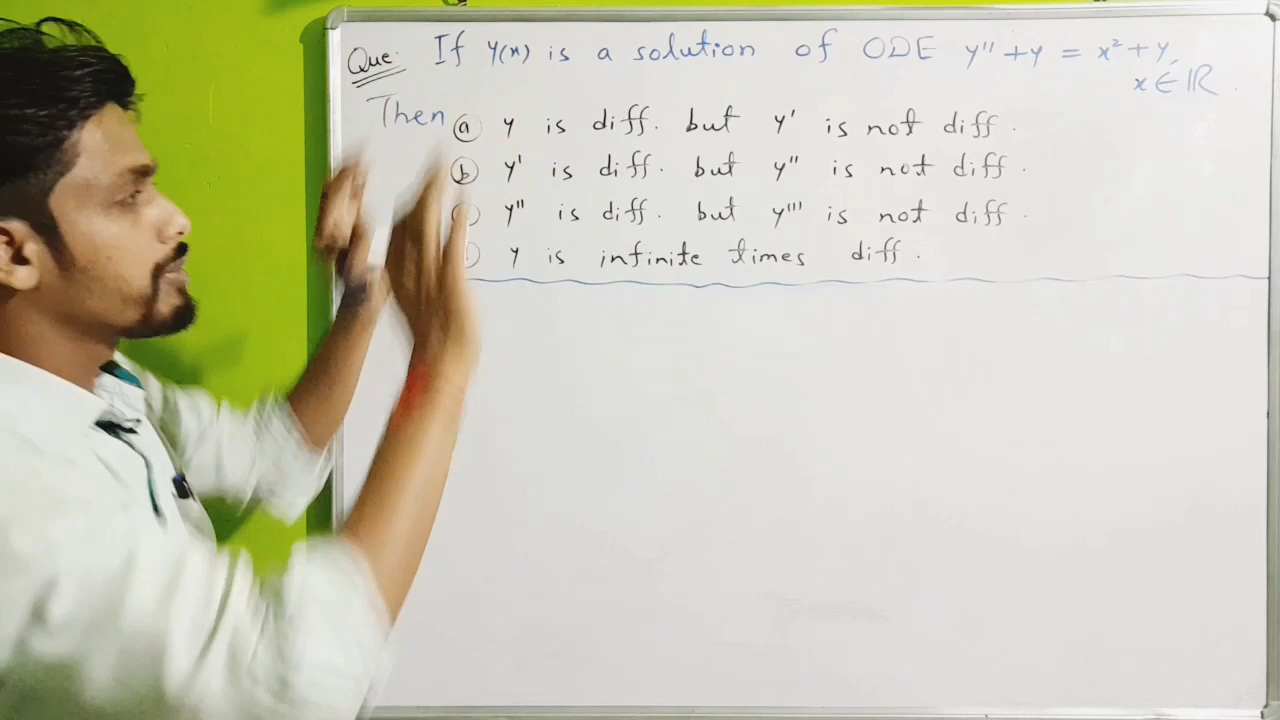 Que. If y(x) is a solution of ODE y'' + y = x² + y,
x ∈ ℝ.
Then (a) y is diff. but y' is not diff.
(b) y' is diff. but y'' is not diff.
y'' is diff. but y''' is not diff.
y is infinite times diff.